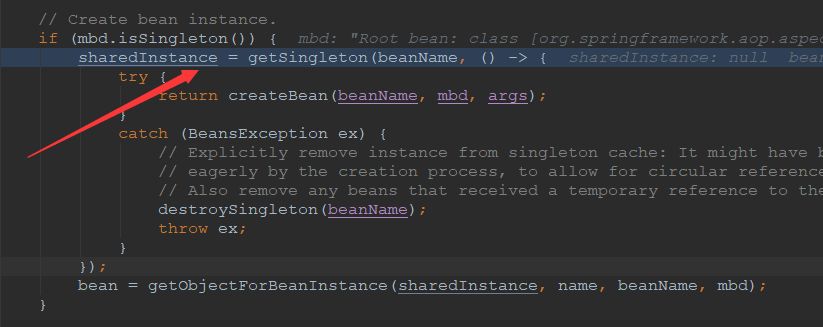 // Create bean instance.
if (mbd.isSingleton()) { mbd: "Root bean: class [org.springframework.aop.aspec
sharedInstance = getSingleton(beanName, () -> { sharedInstance: null bean
try {
return createBean(beanName, mbd, args);
}
catch (BeansException ex) {
// Explicitly remove instance from singleton cache: It might have b
// eagerly by the creation process, to allow for circular reference
// Also remove any beans that received a temporary reference to the
destroySingleton(beanName);
throw ex;
}
});
bean = getObjectForBeanInstance(sharedInstance, name, beanName, mbd);
}